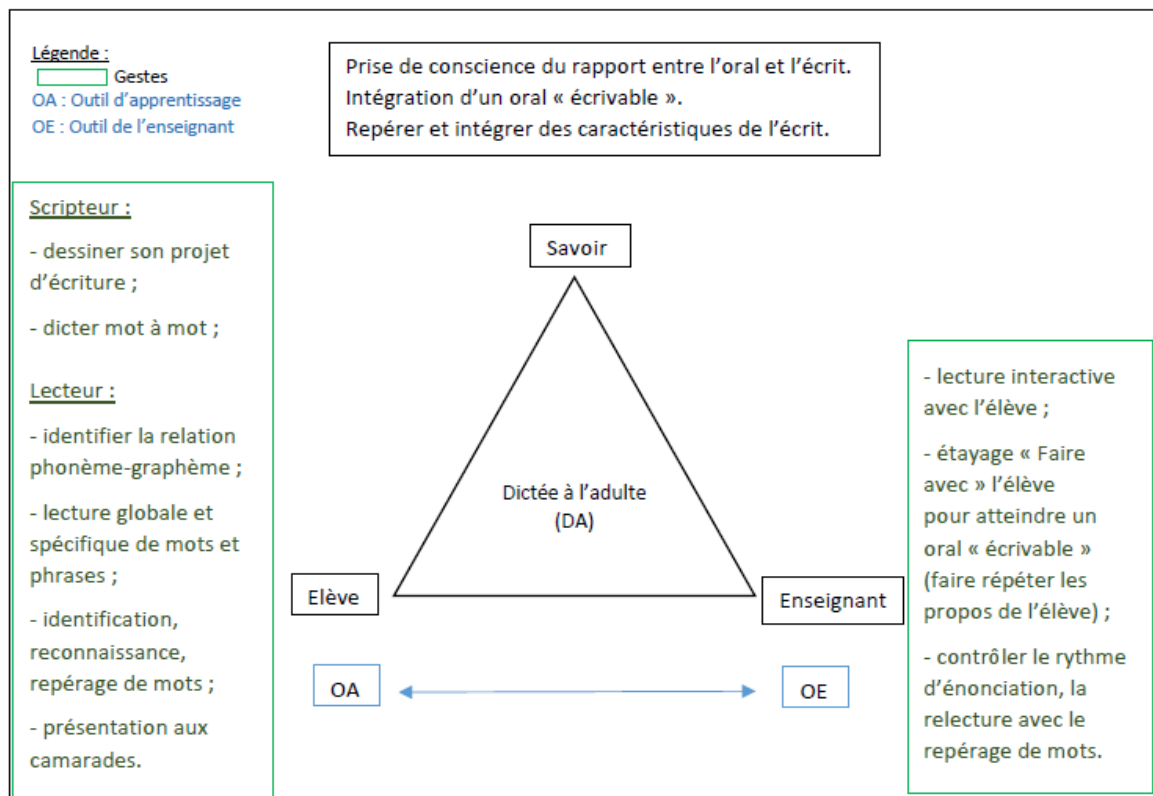 Légende :
Gestes
OA : Outil d'apprentissage
OE : Outil de l'enseignant
Prise de conscience du rapport entre l'oral et l'écrit.
Intégration d'un oral « écrivable ».
Repérer et intégrer des caractéristiques de l'écrit.
Scripteur :
- dessiner son projet
d'écriture ;
- dicter mot à mot ;
Lecteur :
- identifier la relation
phonème-graphème ;
- lecture globale et
spécifique de mots et
phrases ;
- identification,
reconnaissance,
repérage de mots ;
- présentation aux
camarades.
Savoir
Dictée à l'adulte
(DA)
Elève
Enseignant
OA
OE
- lecture interactive
avec l'élève ;
- étayage « Faire
avec » l'élève
pour atteindre un
oral « écrivable »
(faire répéter les
propos de l'élève) ;
- contrôler le rythme
d'énonciation, la
relecture avec le
repérage de mots.